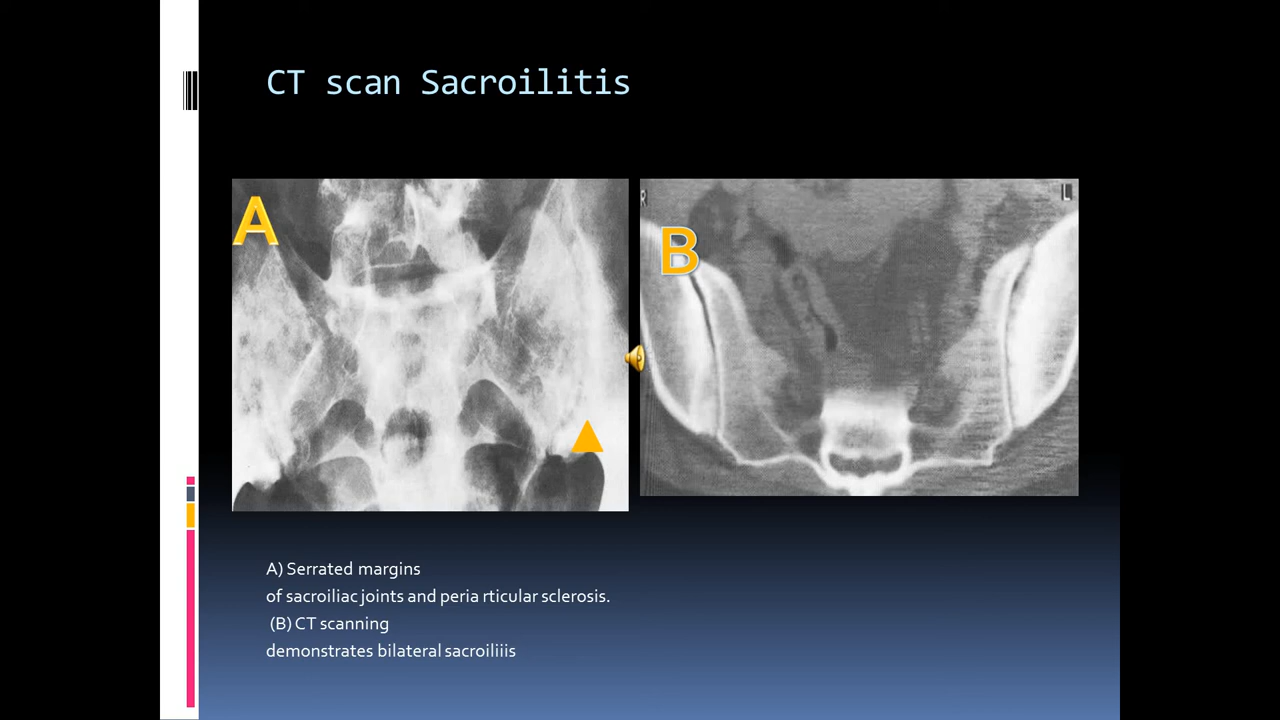 CT scan Sacroilitis
A
B
R
L
A) Serrated margins
of sacroiliac joints and peria rticular sclerosis.
(B) CT scanning
demonstrates bilateral sacroiliiis